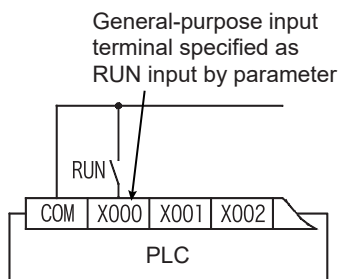 General-purpose input
terminal specified as
RUN input by parameter
RUN
COM X000 X001 X002
PLC